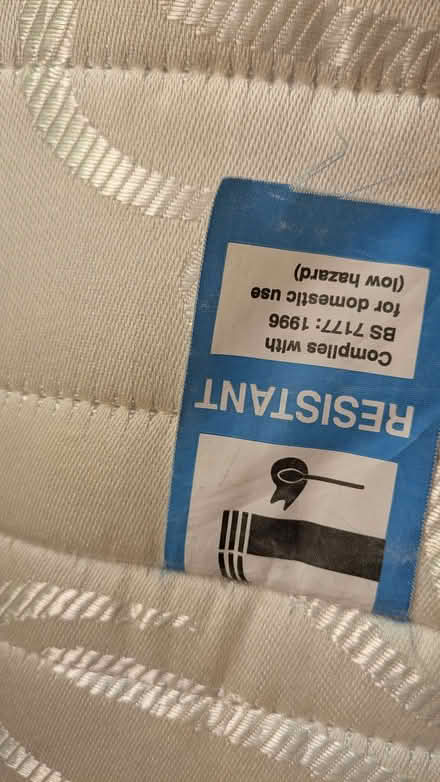 RESISTANT
Complies with
BS 7177: 1996
for domestic use
(low hazard)